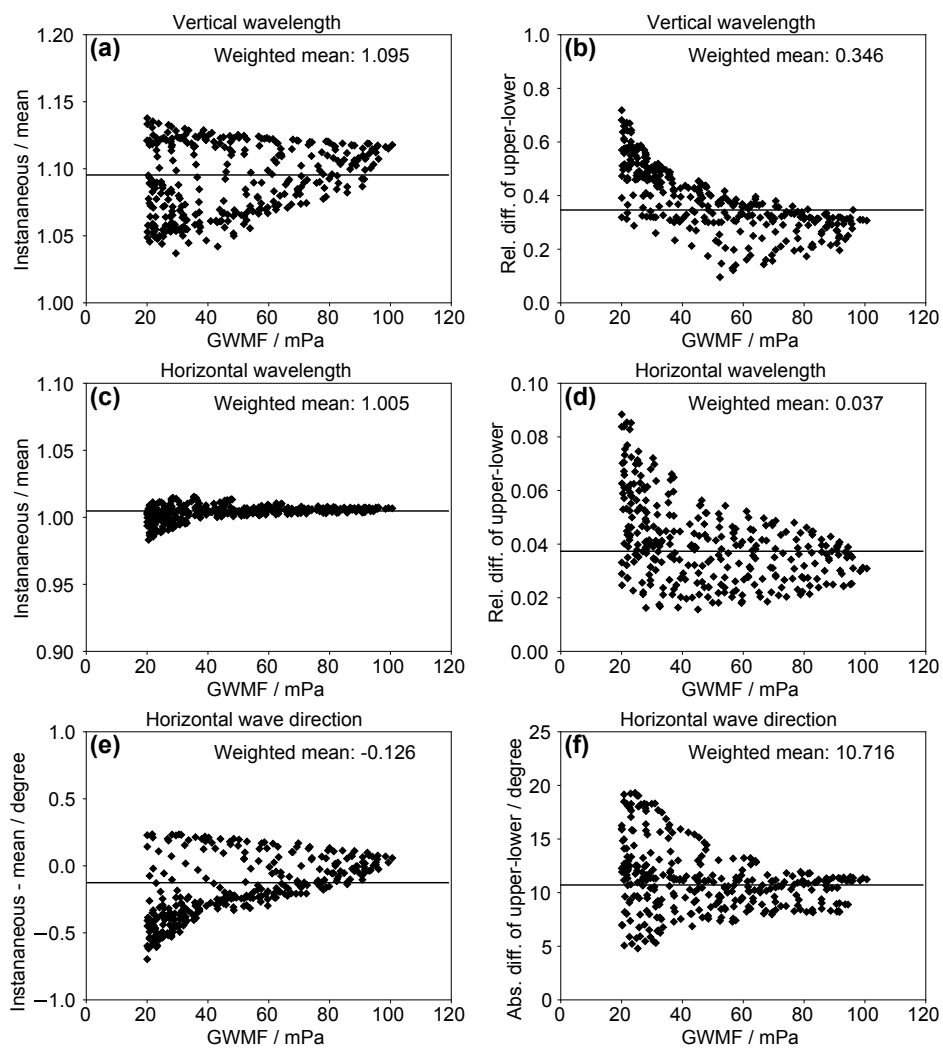 Vertical wavelength
(a)
Weighted mean: 1.095
Instananeous / mean
1.20
1.15
1.10
1.05
1.00
0 20 40 60 80 100 120
GWMF / mPa
Vertical wavelength
(b)
Weighted mean: 0.346
Rel. diff. of upper-lower
1.0
0.8
0.6
0.4
0.2
0.0
0 20 40 60 80 100 120
GWMF / mPa
Horizontal wavelength
(c)
Weighted mean: 1.005
Instananeous / mean
1.10
1.05
1.00
0.95
0.90
0 20 40 60 80 100 120
GWMF / mPa
Horizontal wavelength
(d)
Weighted mean: 0.037
Rel. diff. of upper-lower
0.10
0.08
0.06
0.04
0.02
0.00
0 20 40 60 80 100 120
GWMF / mPa
Horizontal wave direction
(e)
Weighted mean: -0.126
Instananeous - mean / degree
1.0
0.5
0.0
−0.5
−1.0
0 20 40 60 80 100 120
GWMF / mPa
Horizontal wave direction
(f)
Weighted mean: 10.716
Abs. diff. of upper-lower / degree
25
20
15
10
5
0
0 20 40 60 80 100 120
GWMF / mPa